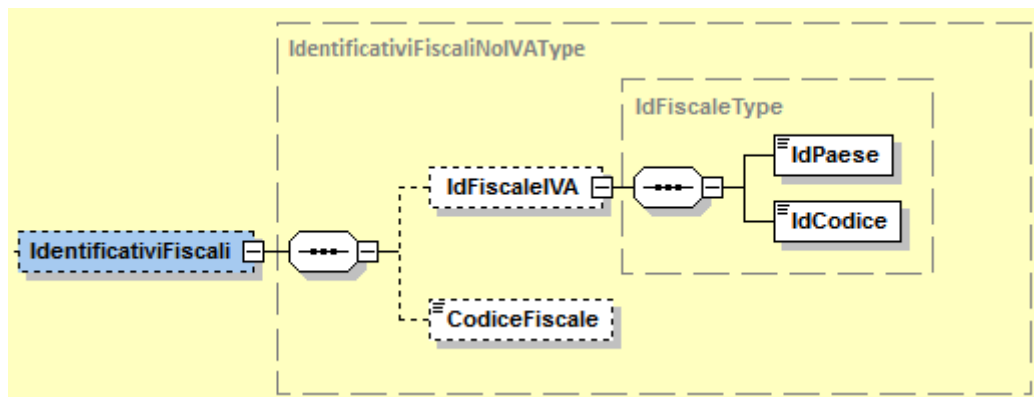 IdentificativiFiscaliNoIVAType
IdFiscaleType
IdPaese
IdFiscaleIVA
IdCodice
IdentificativiFiscali
CodiceFiscale